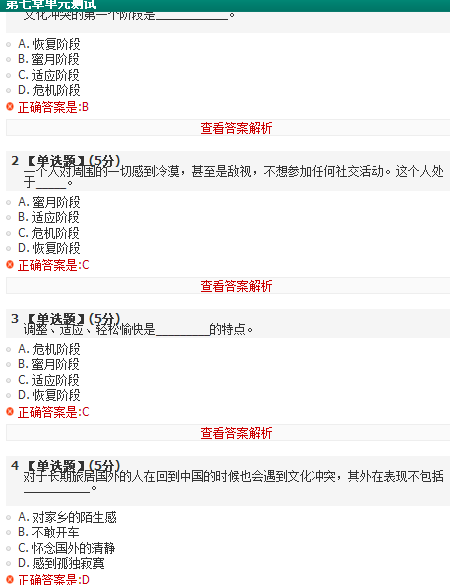 第七章单元测试
文化冲突的第一个阶段是____________。
A. 恢复阶段
B. 蜜月阶段
C. 适应阶段
D. 危机阶段
正确答案是:B
查看答案解析
2 【单选题】(5分)
一个人对周围的一切感到冷漠，甚至是敌视，不想参加任何社交活动。这个人处
于_____。
A. 蜜月阶段
B. 适应阶段
C. 危机阶段
D. 恢复阶段
正确答案是:C
查看答案解析
3 【单选题】(5分)
调整、适应、轻松愉快是_________的特点。
A. 危机阶段
B. 蜜月阶段
C. 适应阶段
D. 恢复阶段
正确答案是:C
查看答案解析
4 【单选题】(5分)
对于长期旅居国外的人在回到中国的时候也会遇到文化冲突，其外在表现不包括
___________。
A. 对家乡的陌生感
B. 不敢开车
C. 怀念国外的清静
D. 感到孤独寂寞
正确答案是:D